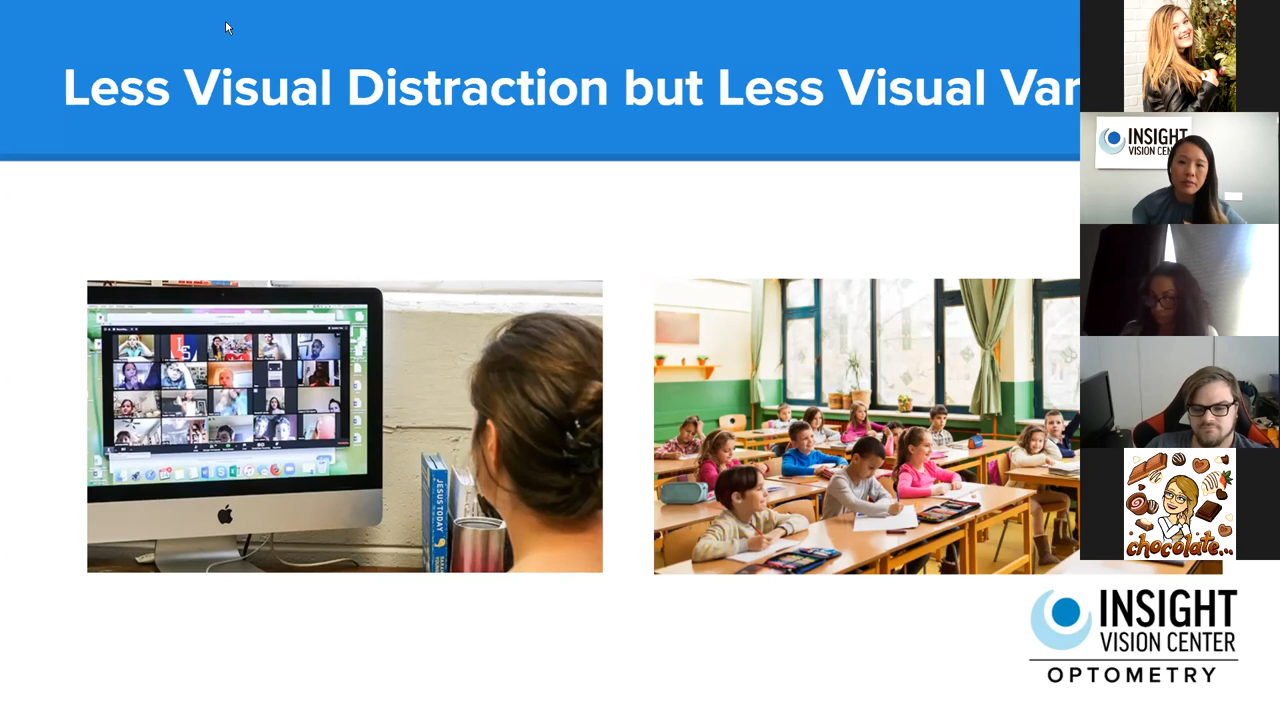 Less Visual Distraction but Less Visual Var
INSIGHT
VISION CEN
JESUS TODAY
chocolate...
INSIGHT
VISION CENTER
OPTOMETRY